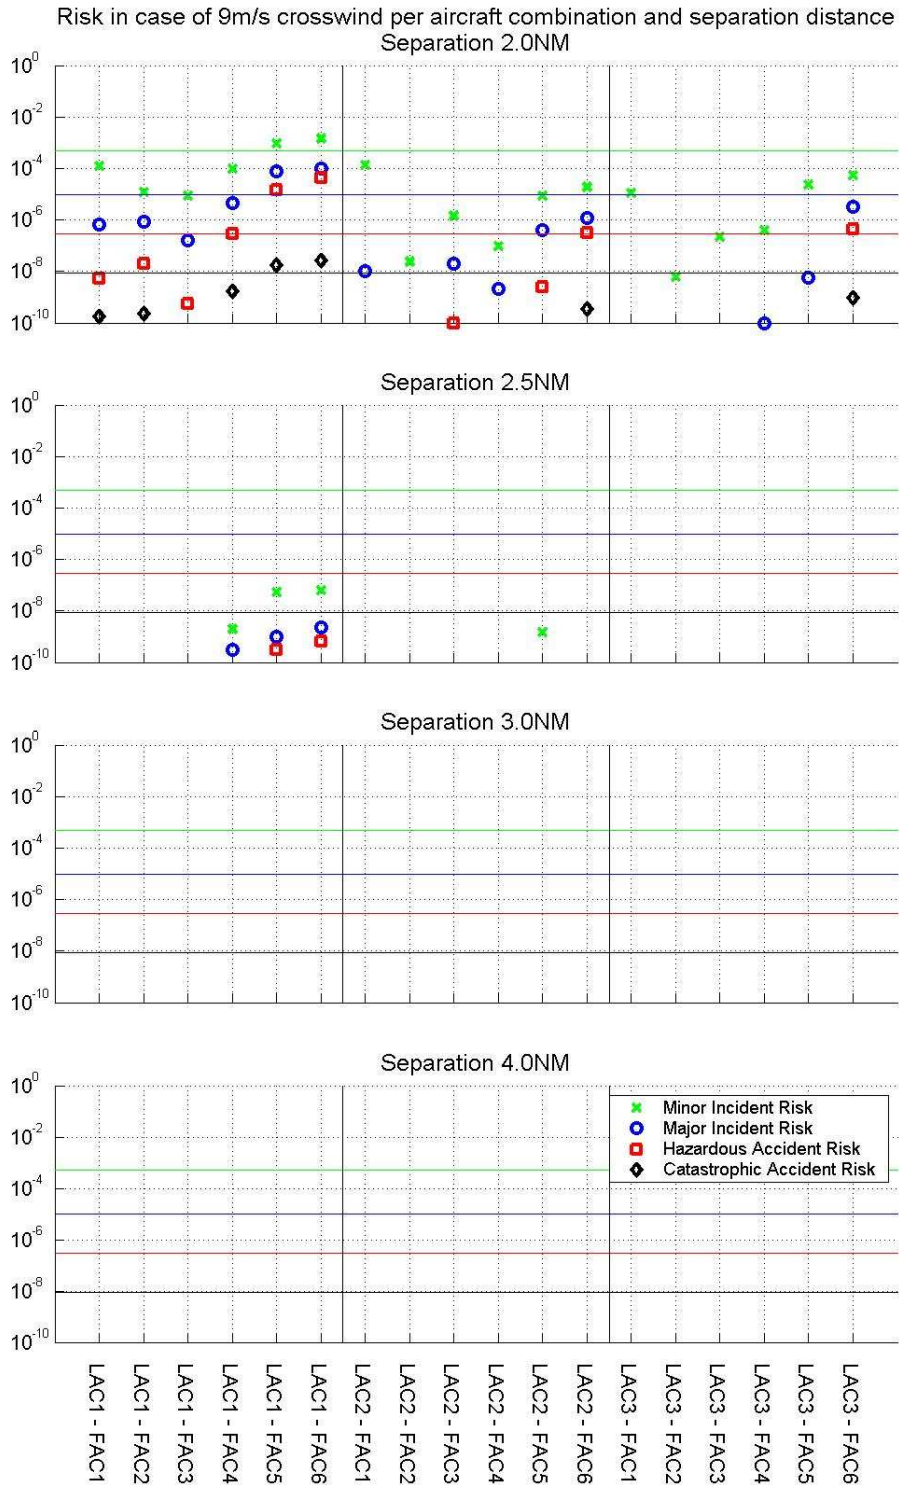 Risk in case of 9m/s crosswind per aircraft combination and separation distance
Separation 2.0NM
10^0
10^-2
10^-4
10^-6
10^-8
10^-10
Separation 2.5NM
10^0
10^-2
10^-4
10^-6
10^-8
10^-10
Separation 3.0NM
10^0
10^-2
10^-4
10^-6
10^-8
10^-10
Separation 4.0NM
10^0
10^-2
10^-4
10^-6
10^-8
10^-10
Minor Incident Risk
Major Incident Risk
Hazardous Accident Risk
Catastrophic Accident Risk
LAC1 - FAC1
LAC1 - FAC2
LAC1 - FAC3
LAC1 - FAC4
LAC1 - FAC5
LAC1 - FAC6
LAC2 - FAC1
LAC2 - FAC2
LAC2 - FAC3
LAC2 - FAC4
LAC2 - FAC5
LAC2 - FAC6
LAC3 - FAC1
LAC3 - FAC2
LAC3 - FAC3
LAC3 - FAC4
LAC3 - FAC5
LAC3 - FAC6